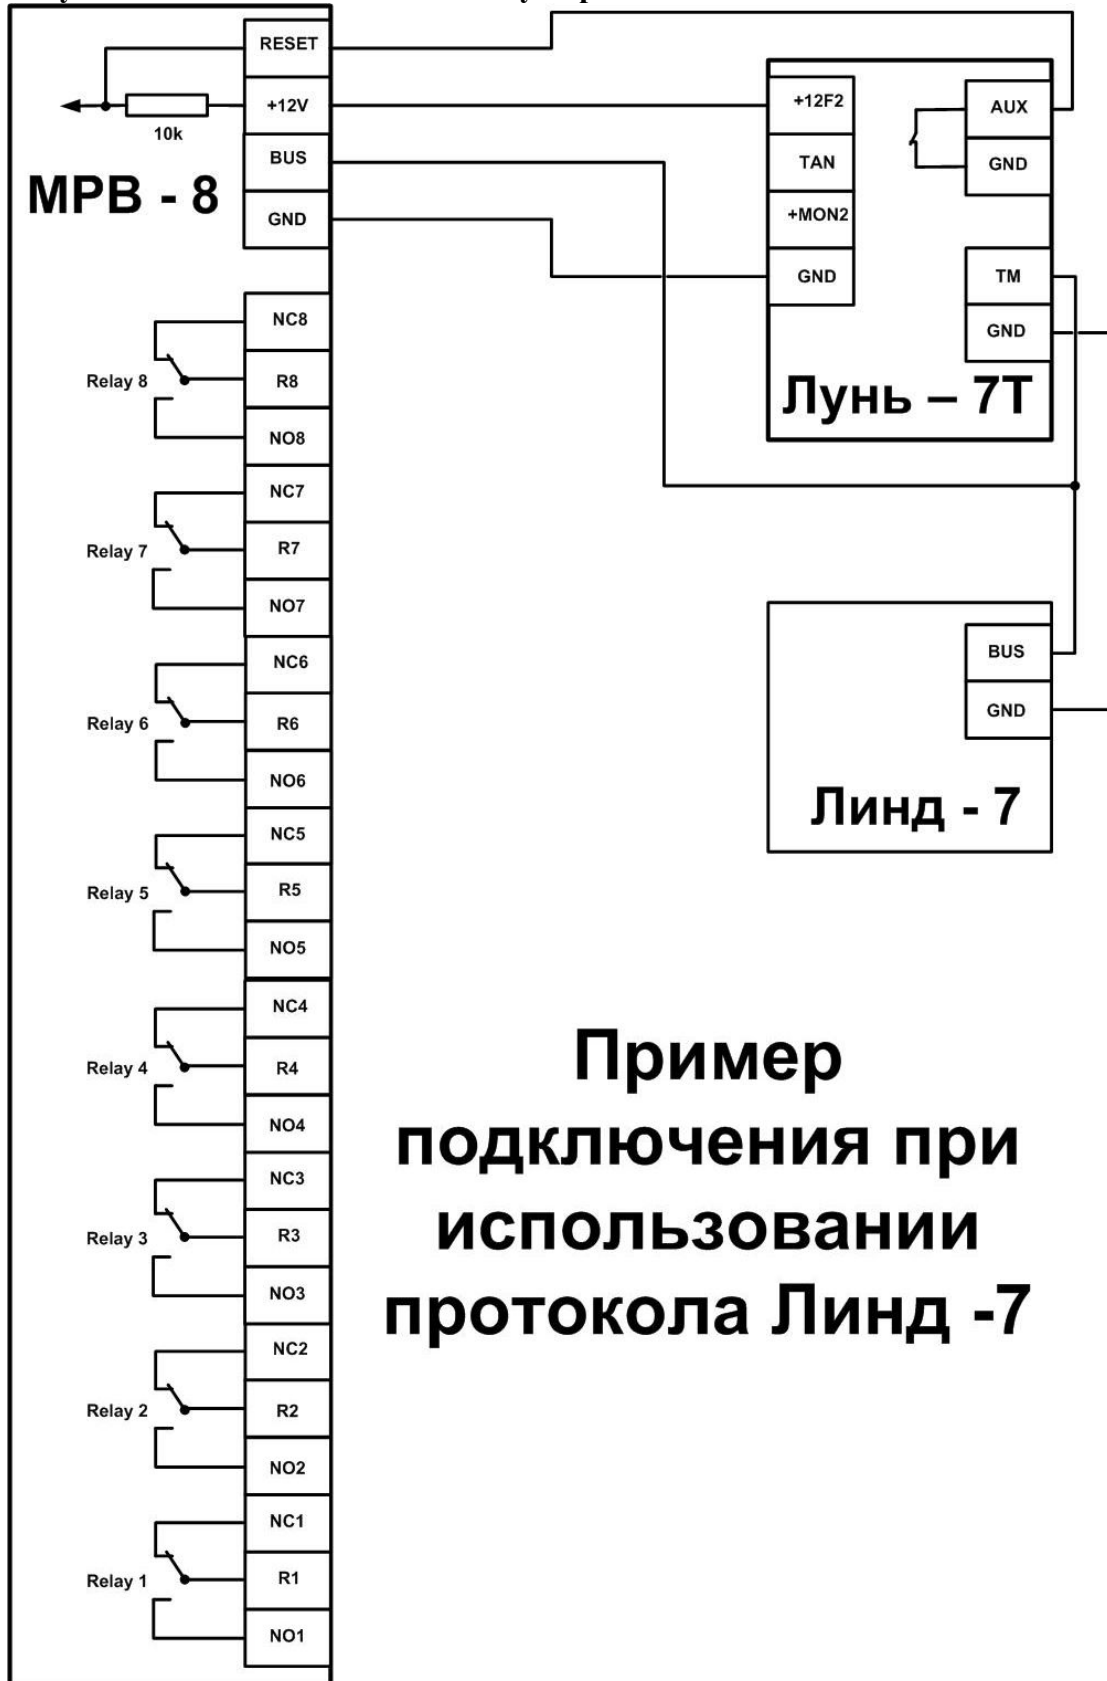 RESET
+12V
10k
BUS
GND
МРВ - 8
NC8
R8
NO8
Relay 8
NC7
R7
NO7
Relay 7
NC6
R6
NO6
Relay 6
NC5
R5
NO5
Relay 5
NC4
R4
NO4
Relay 4
NC3
R3
NO3
Relay 3
NC2
R2
NO2
Relay 2
NC1
R1
NO1
Relay 1
+12F2
TAN
+MON2
GND
AUX
GND
TM
GND
Лунь – 7Т
BUS
GND
Линд - 7
Пример
подключения при
использовании
протокола Линд -7